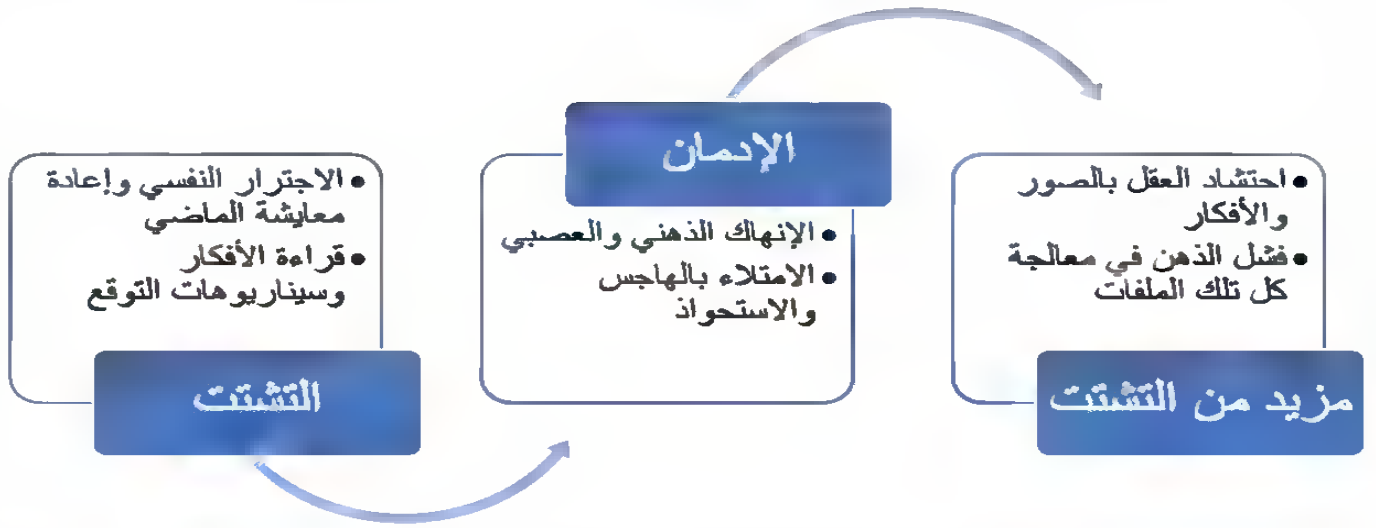 • الاجترار النفسي وإعادة
معايشة الماضي
• قراءة الأفكار
وسيناريوهات التوقع
التشتت
الإدمان
• الإنهاك الذهني والعصبي
• الامتلاء بالهاجس
والاستحواذ
• احتشاد العقل بالصور
والأفكار
• فشل الذهن في معالجة
كل تلك الملفات
مزيد من التشتت